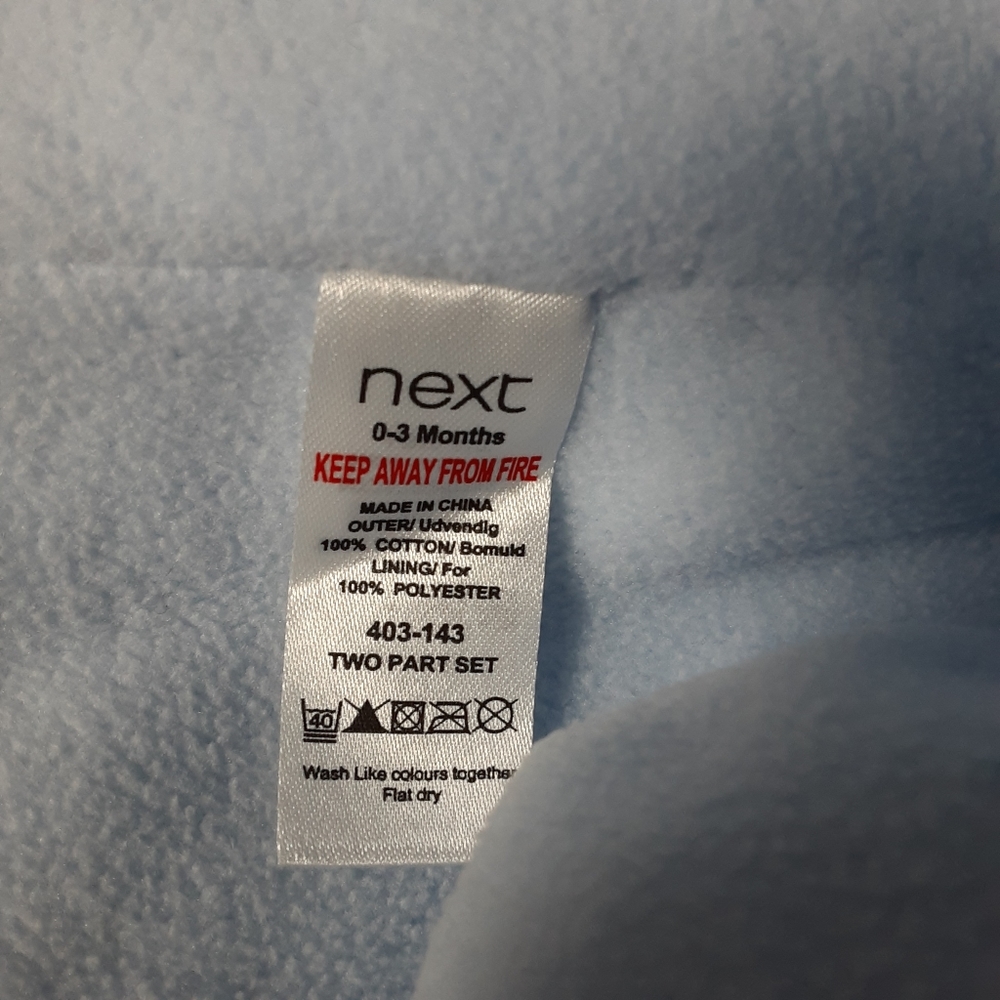 next
0-3 Months
KEEP AWAY FROM FIRE
MADE IN CHINA
OUTER/ Udvendig
100% COTTON/ Bomuld
LINING/ For
100% POLYESTER
403-143
TWO PART SET
40
Wash Like colours together
Flat dry